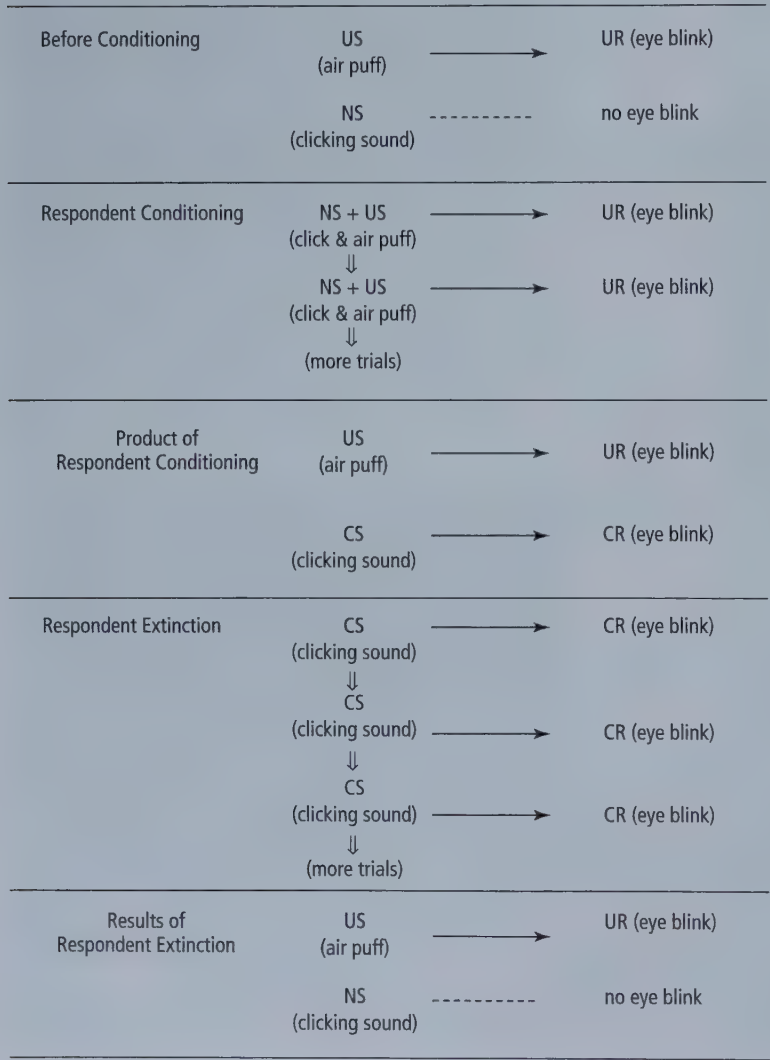 Before Conditioning US UR (eye blink)
(air puff)
NS no eye blink
(clicking sound)
Respondent Conditioning NS + US UR (eye blink)
(click & air puff)
⇓
NS + US UR (eye blink)
(click & air puff)
⇓
(more trials)
Product of US UR (eye blink)
Respondent Conditioning (air puff)
CS CR (eye blink)
(clicking sound)
Respondent Extinction CS CR (eye blink)
(clicking sound)
⇓
CS
(clicking sound) CR (eye blink)
⇓
CS
(clicking sound) CR (eye blink)
⇓
(more trials)
Results of US UR (eye blink)
Respondent Extinction (air puff)
NS no eye blink
(clicking sound)